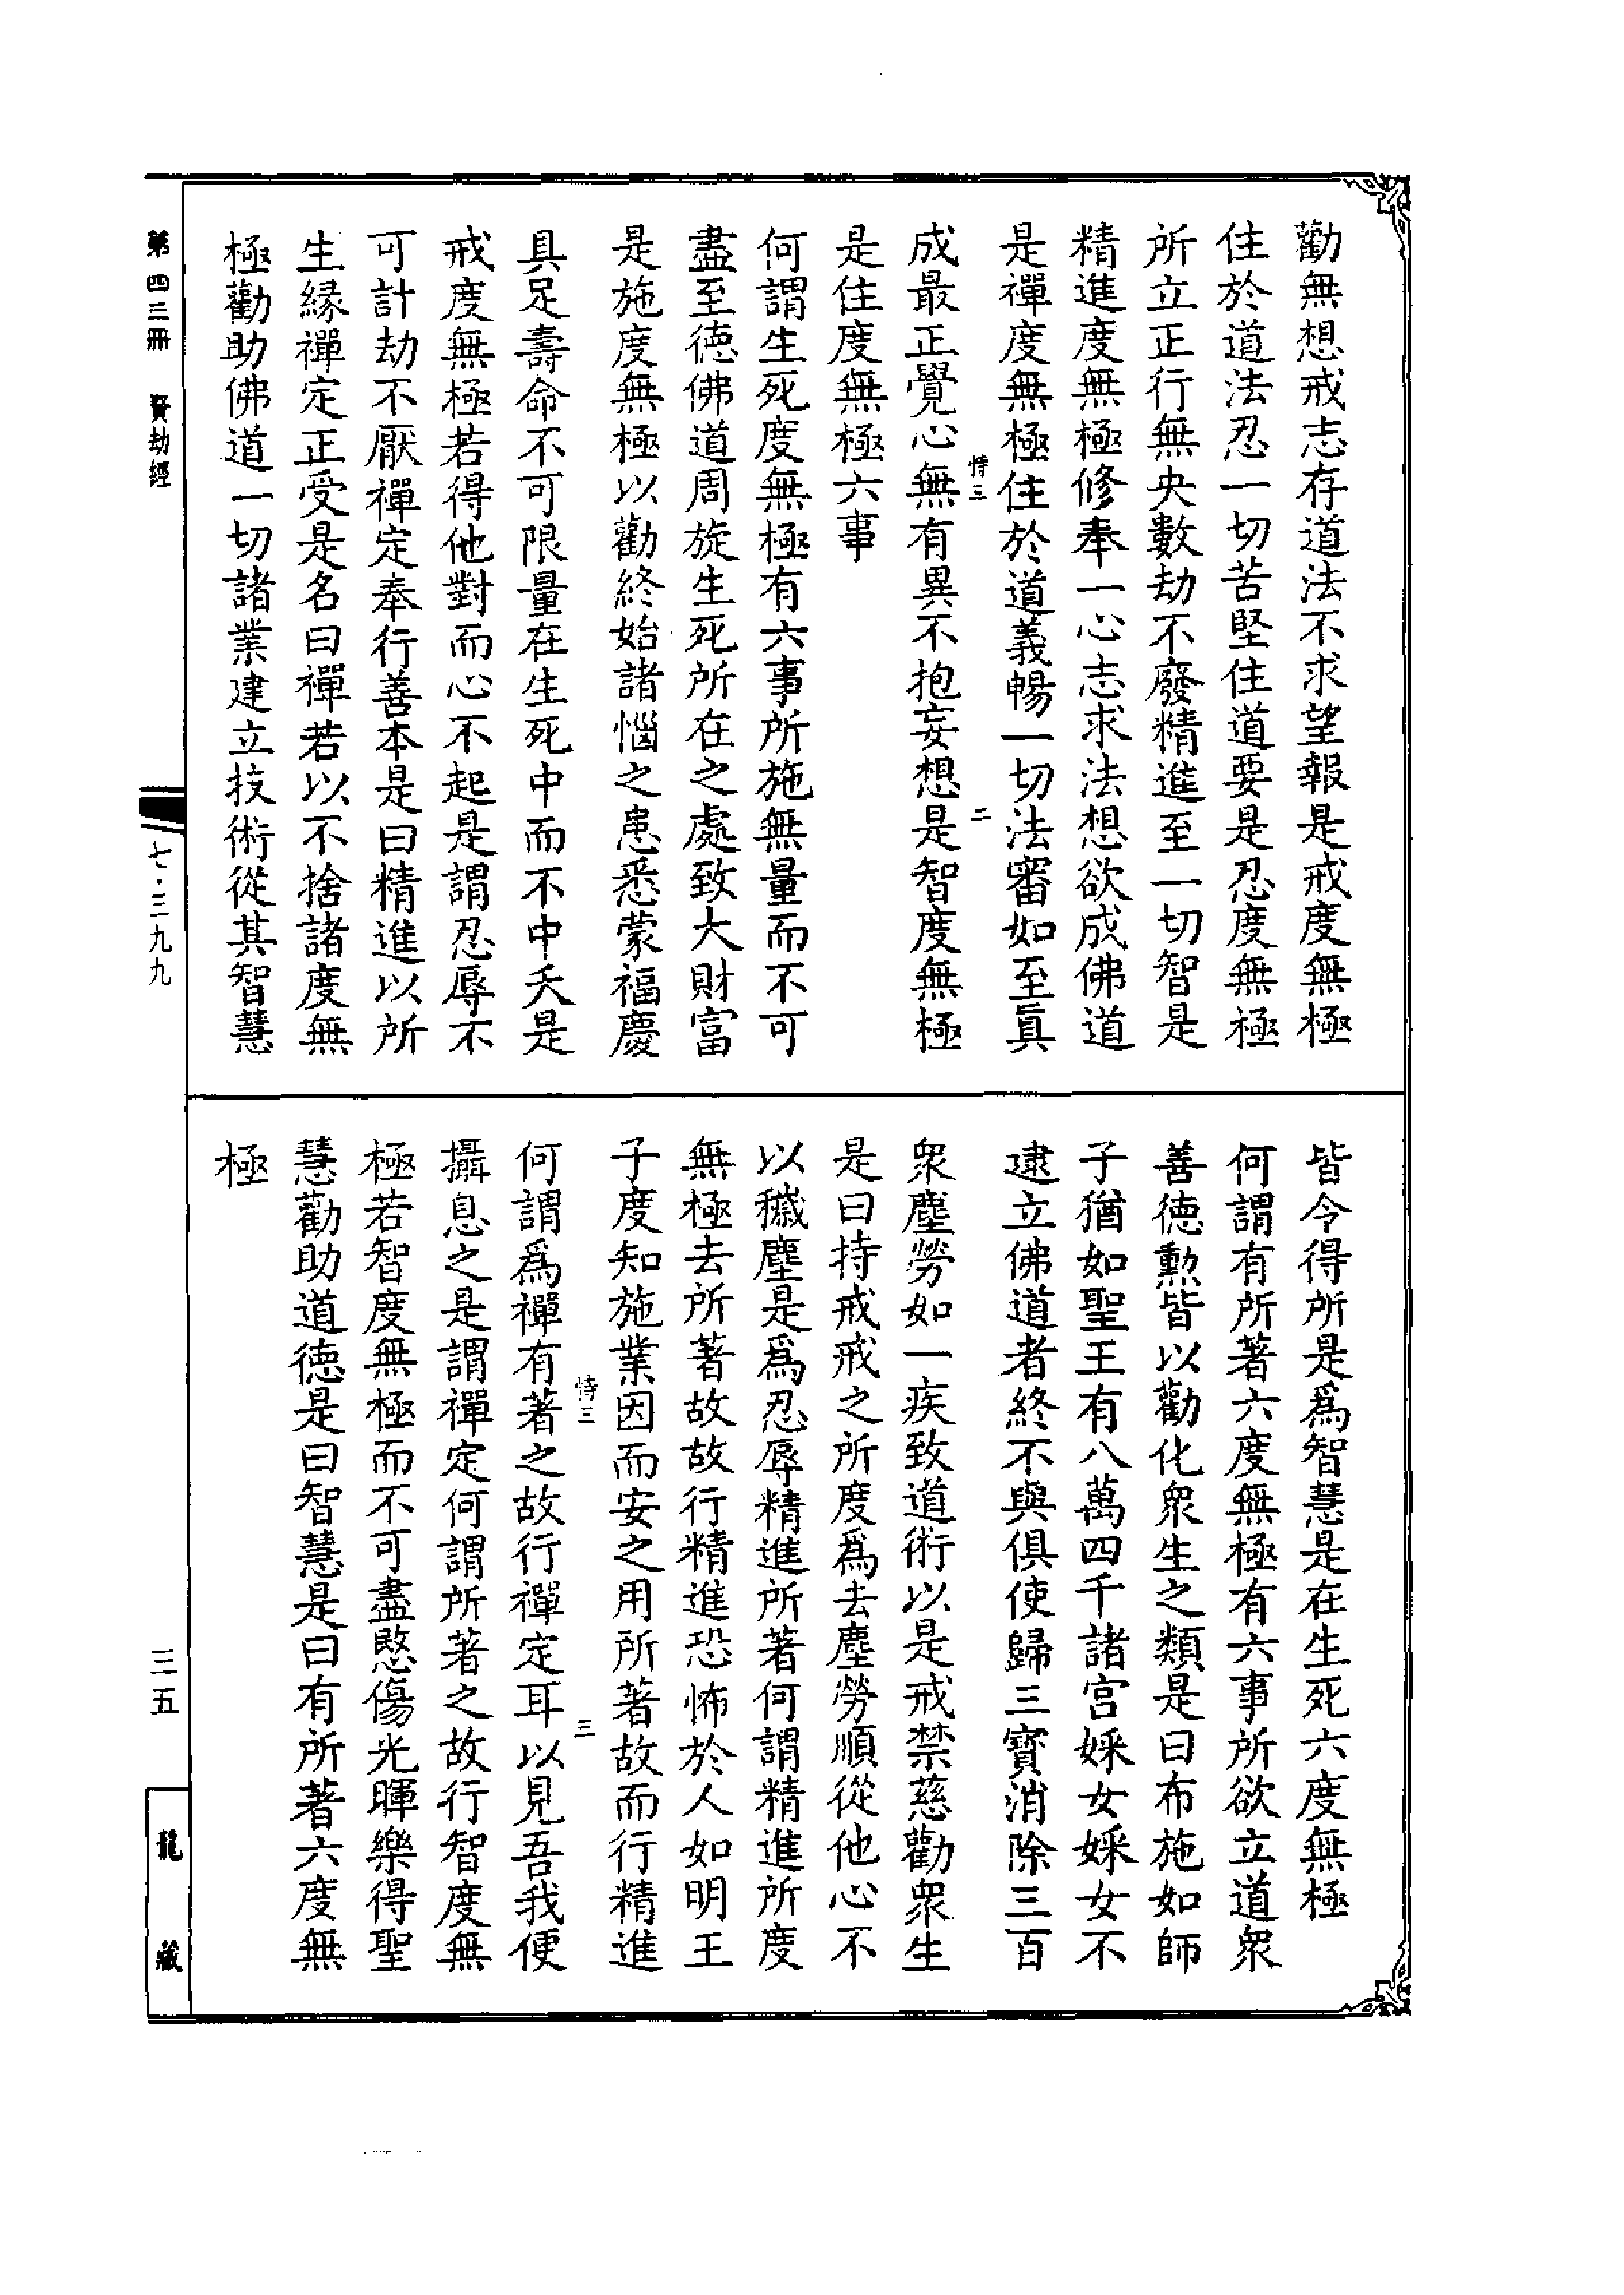 勸無想戒志存道法不求望報是戒度無極
住於道法忍一切苦堅住道要是忍度無極
所立正行無央數劫不廢精進至一切智是
精進度無極修奉一心志求法想欲成佛道
是禪度無極住於道義暢一切法審如至眞
恃三
二
成最正覺心無有異不抱妄想是智度無極
是住度無極六事
何謂生死度無極有六事所施無量而不可
盡至德佛道周旋生死所在之處致大財富
是施度無極以勸終始諸惱之患悉蒙福慶
具足壽命不可限量在生死中而不中夭是
戒度無極若得他對而心不起是謂忍辱不
可計劫不厭禪定奉行善本是曰精進以所
生緣禪定正受是名曰禪若以不捨諸度無
極勸助佛道一切諸業建立技術從其智慧
皆令得所是爲智慧是在生死六度無極
何謂有所著六度無極有六事所欲立道衆
善德勲皆以勸化衆生之類是曰布施如師
子猶如聖王有八萬四千諸宮婇女婇女不
逮立佛道者終不與俱使歸三寶消除三百
衆塵勞如一疾致道術以是戒禁慈勸衆生
是曰持戒戒之所度爲去塵勞順從他心不
以穢塵是爲忍辱精進所著何謂精進所度
無極去所著故故行精進恐怖於人如明王
子度知施業因而安之用所著故而行精進
恃三
三
何謂爲禪有著之故行禪定耳以見吾我便
攝息之是謂禪定何謂所著之故行智度無
極若智度無極而不可盡愍傷光暉樂得聖
慧勸助道德是曰智慧是曰有所著六度無
極
第四三冊 賢劫經
七·三九九
三五
龍藏